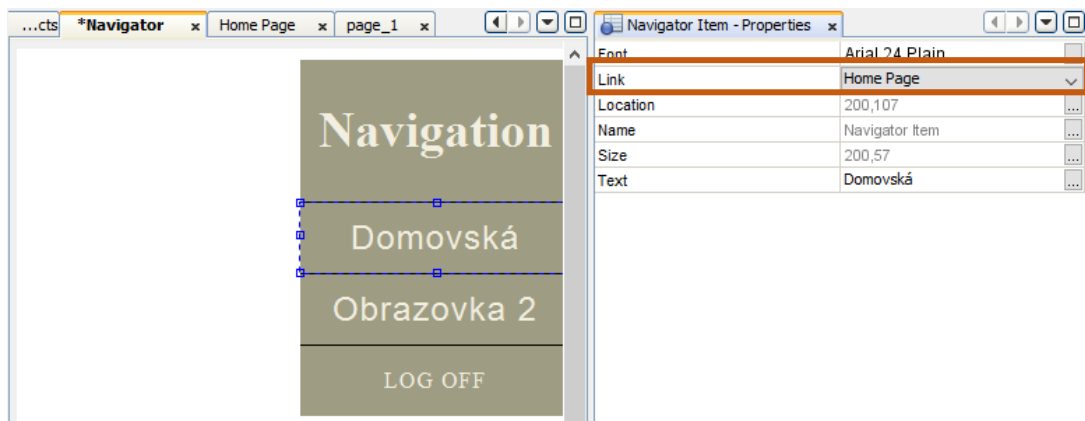 ...cts *Navigator x Home Page x page_1 x
Navigation
Domovská
Obrazovka 2
LOG OFF
Navigator Item - Properties x
Font Arial 24 Plain
Link Home Page
Location 200,107 ...
Name Navigator Item ...
Size 200,57 ...
Text Domovská ...